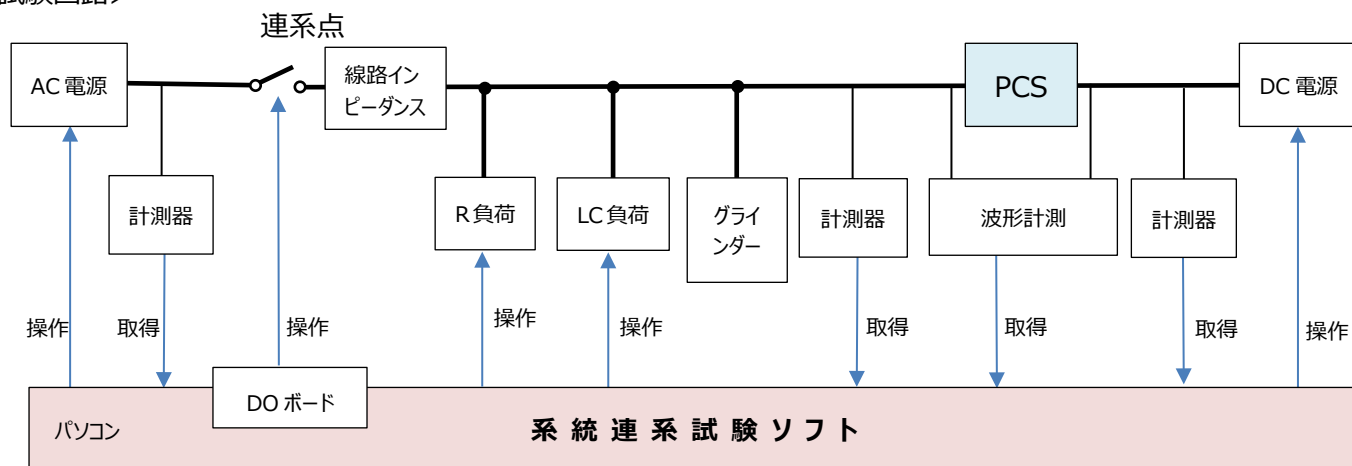 連系点
AC 電源
線路イン
ピーダンス
PCS
DC 電源
計測器
R 負荷
LC 負荷
グライ
ンダー
計測器
波形計測
計測器
操作
取得
操作
操作
操作
取得
取得
取得
操作
DO ボード
パソコン
系 統 連 系 試 験 ソ フ ト